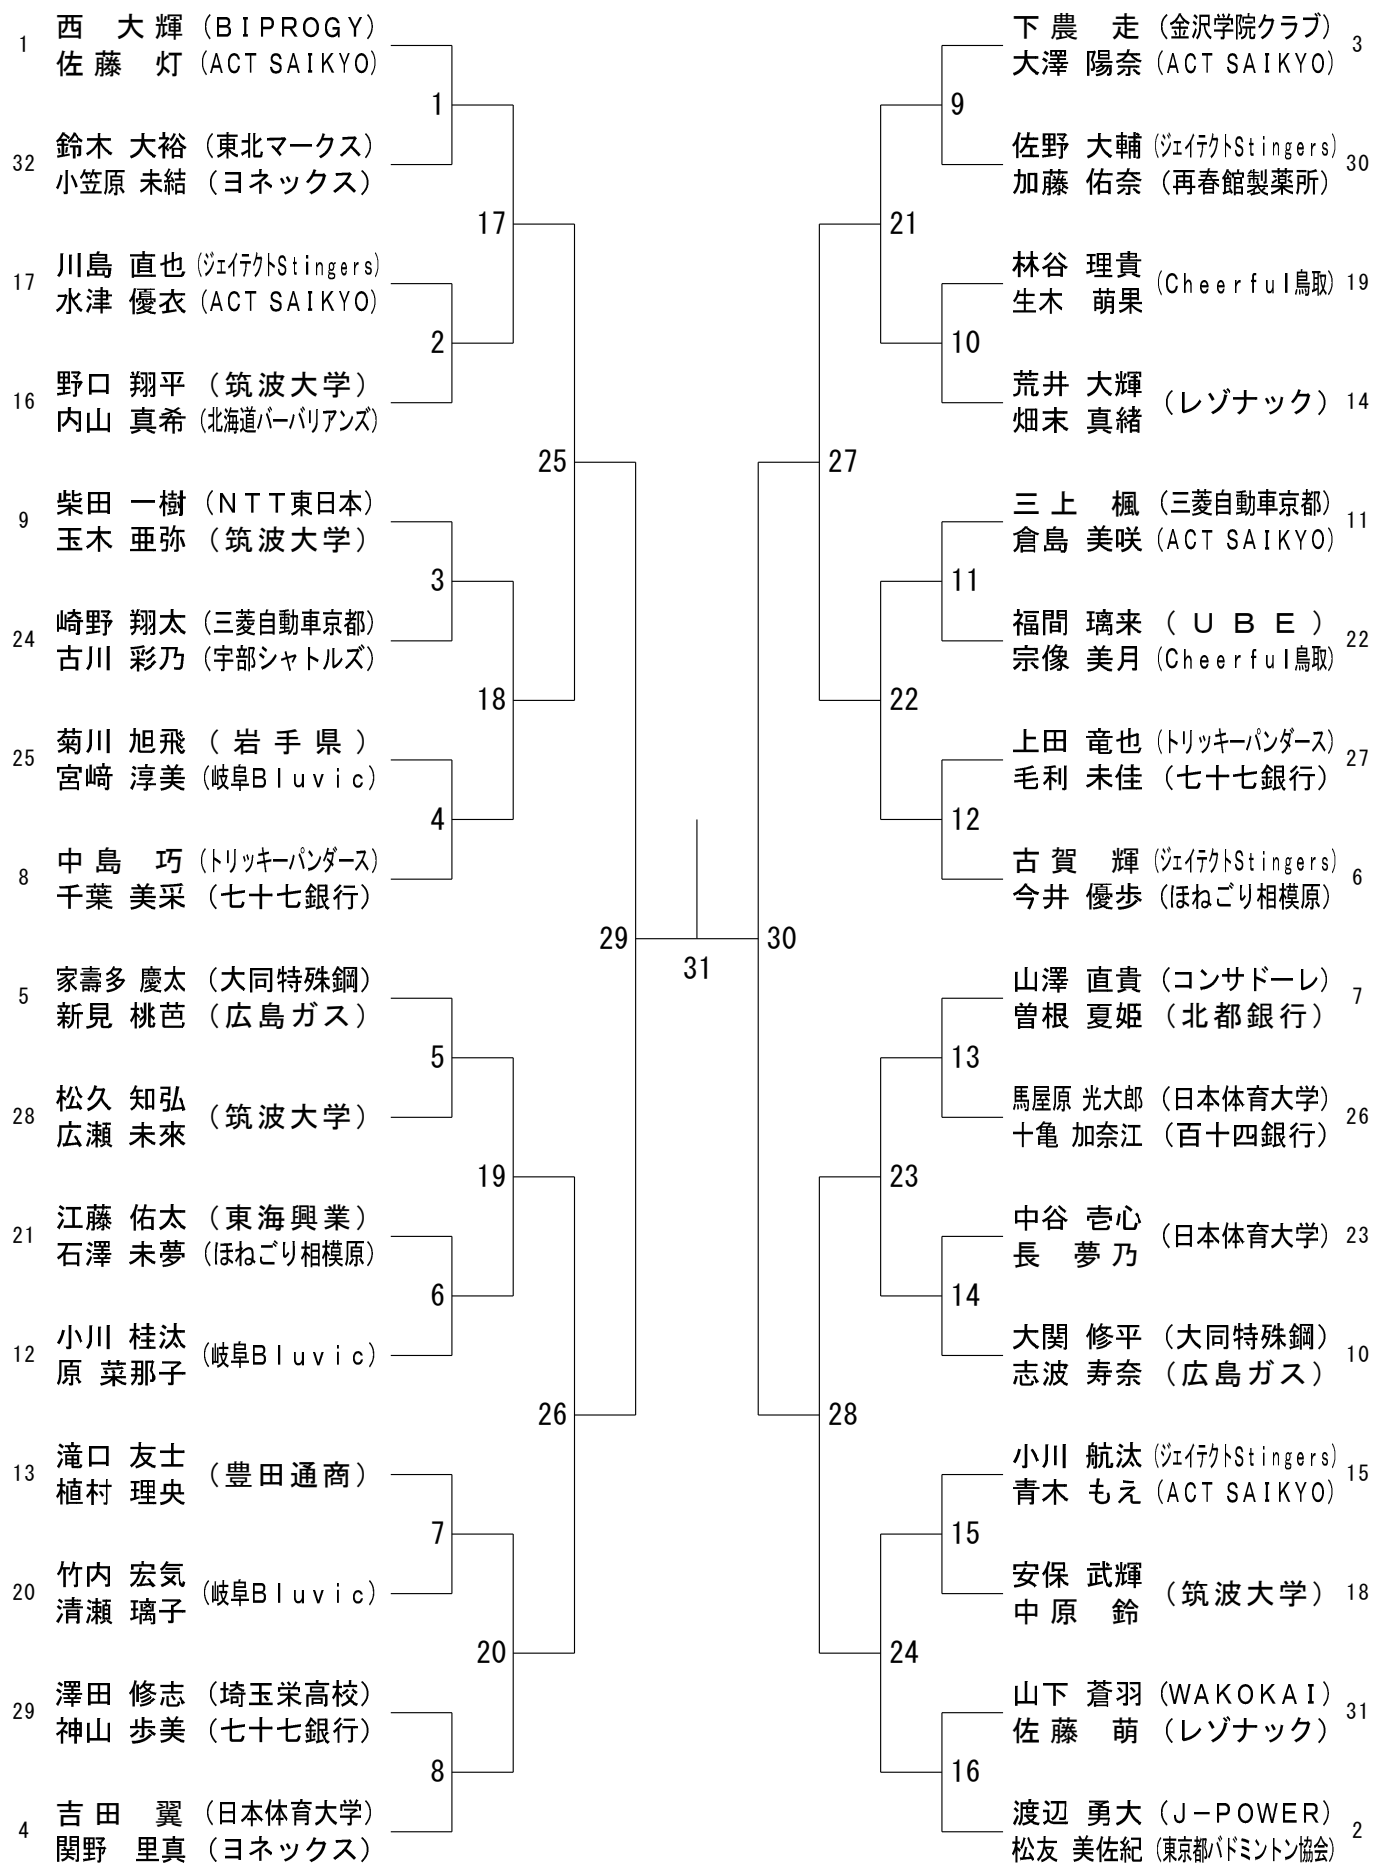 1
西 大輝 (BIPROGY)
佐藤 灯 (ACT SAIKYO)
32
鈴木 大裕 (東北マークス)
小笠原 未結 (ヨネックス)
17
川島 直也 (ジェイテクトStingers)
水津 優衣 (ACT SAIKYO)
16
野口 翔平 (筑波大学)
内山 真希 (北海道バーバリアンズ)
9
柴田 一樹 (NTT東日本)
玉木 亜弥 (筑波大学)
24
崎野 翔太 (三菱自動車京都)
古川 彩乃 (宇部シャトルズ)
25
菊川 旭飛 (岩手県)
宮﨑 淳美 (岐阜Bluvic)
8
中島 巧 (トリッキーパンダース)
千葉 美采 (七十七銀行)
5
家壽多 慶太 (大同特殊鋼)
新見 桃芭 (広島ガス)
28
松久 知弘
広瀬 未來
(筑波大学)
21
江藤 佑太 (東海興業)
石澤 未夢 (ほねごり相模原)
12
小川 桂汰
原 菜那子
(岐阜Bluvic)
13
滝口 友士
植村 理央
(豊田通商)
20
竹内 宏気
清瀬 璃子
(岐阜Bluvic)
29
澤田 修志 (埼玉栄高校)
神山 歩美 (七十七銀行)
4
吉田 翼 (日本体育大学)
関野 里真 (ヨネックス)
1
2
3
4
5
6
7
8
17
18
19
20
25
26
29
31
30
27
28
21
22
23
24
9
10
11
12
13
14
15
16
下農 走 (金沢学院クラブ)
大澤 陽奈 (ACT SAIKYO)
3
佐野 大輔 (ジェイテクトStingers)
加藤 佑奈 (再春館製薬所)
30
林谷 理貴
生木 萌果
(Cheerful鳥取)
19
荒井 大輝
畑末 真緒
(レゾナック)
14
三上 楓 (三菱自動車京都)
倉島 美咲 (ACT SAIKYO)
11
福間 璃来 (UBE)
宗像 美月 (Cheerful鳥取)
22
上田 竜也 (トリッキーパンダース)
毛利 未佳 (七十七銀行)
27
古賀 輝 (ジェイテクトStingers)
今井 優歩 (ほねごり相模原)
6
山澤 直貴 (コンサドーレ)
曽根 夏姫 (北都銀行)
7
馬屋原 光大郎 (日本体育大学)
十亀 加奈江 (百十四銀行)
26
中谷 壱心
長 夢乃
(日本体育大学)
23
大関 修平 (大同特殊鋼)
志波 寿奈 (広島ガス)
10
小川 航汰 (ジェイテクトStingers)
青木 もえ (ACT SAIKYO)
15
安保 武輝
中原 鈴
(筑波大学)
18
山下 蒼羽 (WAKOKAI)
佐藤 萌 (レゾナック)
31
渡辺 勇大 (J-POWER)
松友 美佐紀 (東京都バドミントン協会)
2